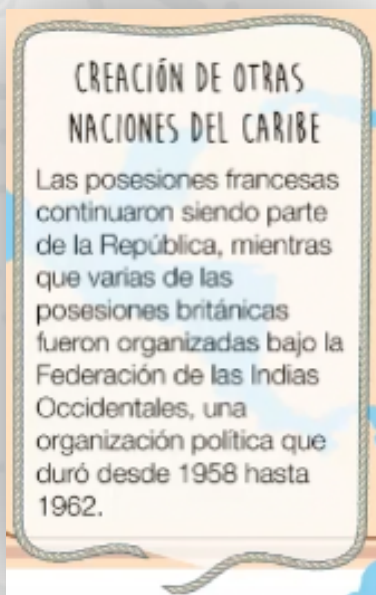 CREACIÓN DE OTRAS
NACIONES DEL CARIBE
Las posesiones francesas
continuaron siendo parte
de la República, mientras
que varias de las
posesiones británicas
fueron organizadas bajo la
Federación de las Indias
Occidentales, una
organización política que
duró desde 1958 hasta
1962.